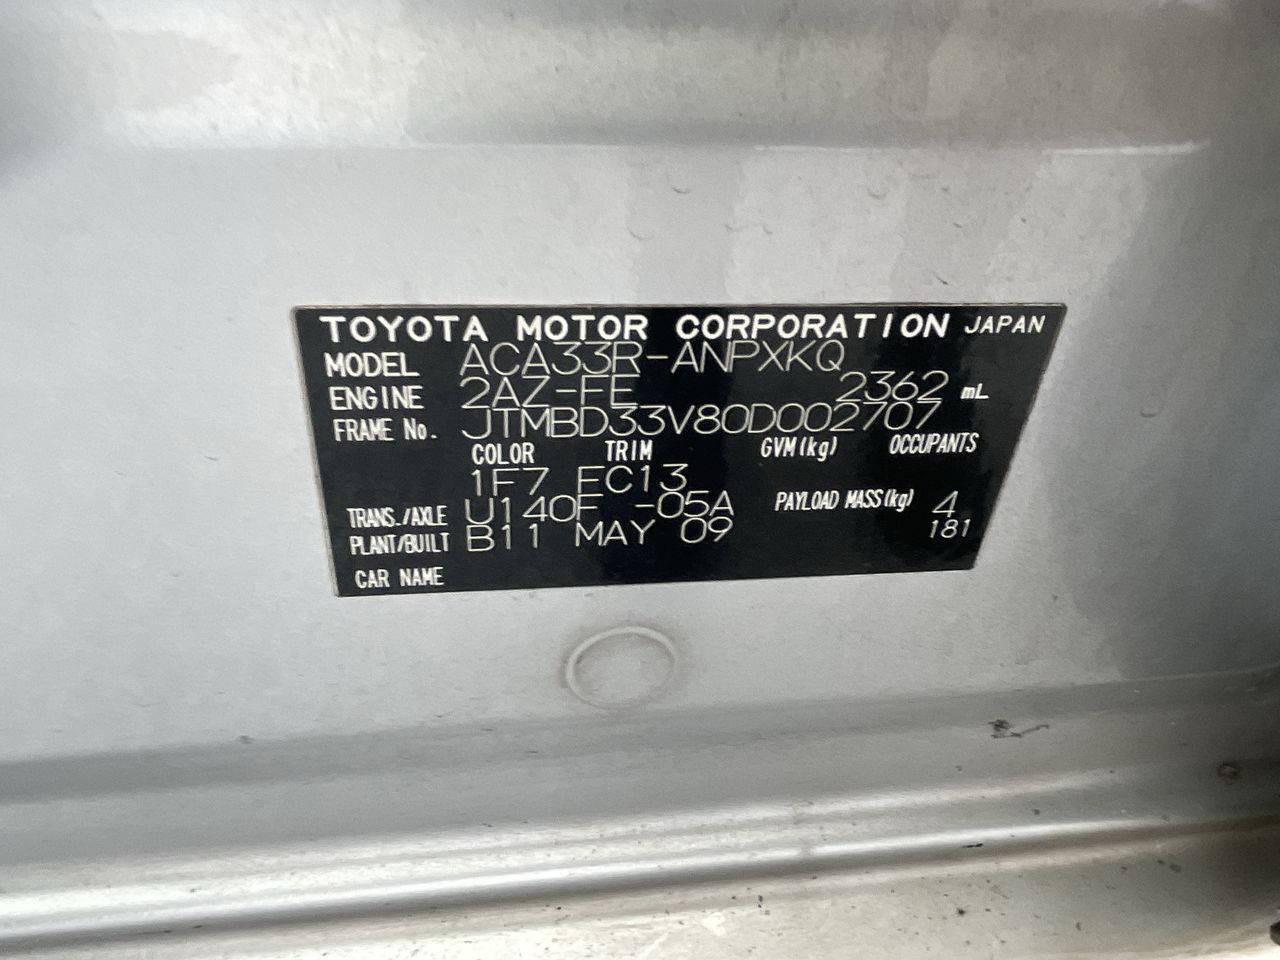 TOYOTA MOTOR CORPORATION JAPAN
MODEL ACA33R-ANPXKQ
ENGINE 2AZ-FE 2362 mL
FRAME No. JTMBD33V80D002707
COLOR TRIM GVM(kg) OCCUPANTS
1F7 FC13
TRANS./AXLE U140F -05A PAYLOAD MASS(kg) 4
PLANT/BUILT B11 MAY 09 181
CAR NAME